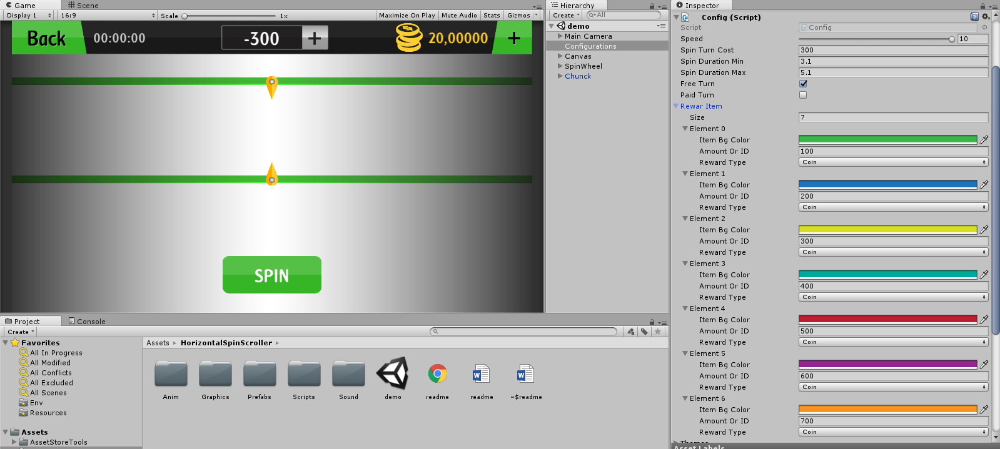 Game
Scene
Display 1
16:9
Scale
1x
Maximize On Play
Mute Audio
Stats
Gizmos
Back
00:00:00
-300
+
20,00000
+
SPIN
Hierarchy
Create
All
demo
Main Camera
Configurations
Canvas
SpinWheel
Chunck
Project
Console
Create
Favorites
All In Progress
All Modified
All Conflicts
All Excluded
All Scenes
Env
Resources
Assets
AssetStoreTools
Assets ▸ HorizontalSpinScroller ▸
Anim
Graphics
Prefabs
Scripts
Sound
demo
readme
readme
~$readme
Inspector
Config (Script)
Script Config
Speed 10
Spin Turn Cost 300
Spin Duration Min 3.1
Spin Duration Max 5.1
Free Turn
Paid Turn
Rewar Item
Size 7
Element 0
Item Bg Color
Amount Or ID 100
Reward Type Coin
Element 1
Item Bg Color
Amount Or ID 200
Reward Type Coin
Element 2
Item Bg Color
Amount Or ID 300
Reward Type Coin
Element 3
Item Bg Color
Amount Or ID 400
Reward Type Coin
Element 4
Item Bg Color
Amount Or ID 500
Reward Type Coin
Element 5
Item Bg Color
Amount Or ID 600
Reward Type Coin
Element 6
Item Bg Color
Amount Or ID 700
Reward Type Coin
Asset Labels